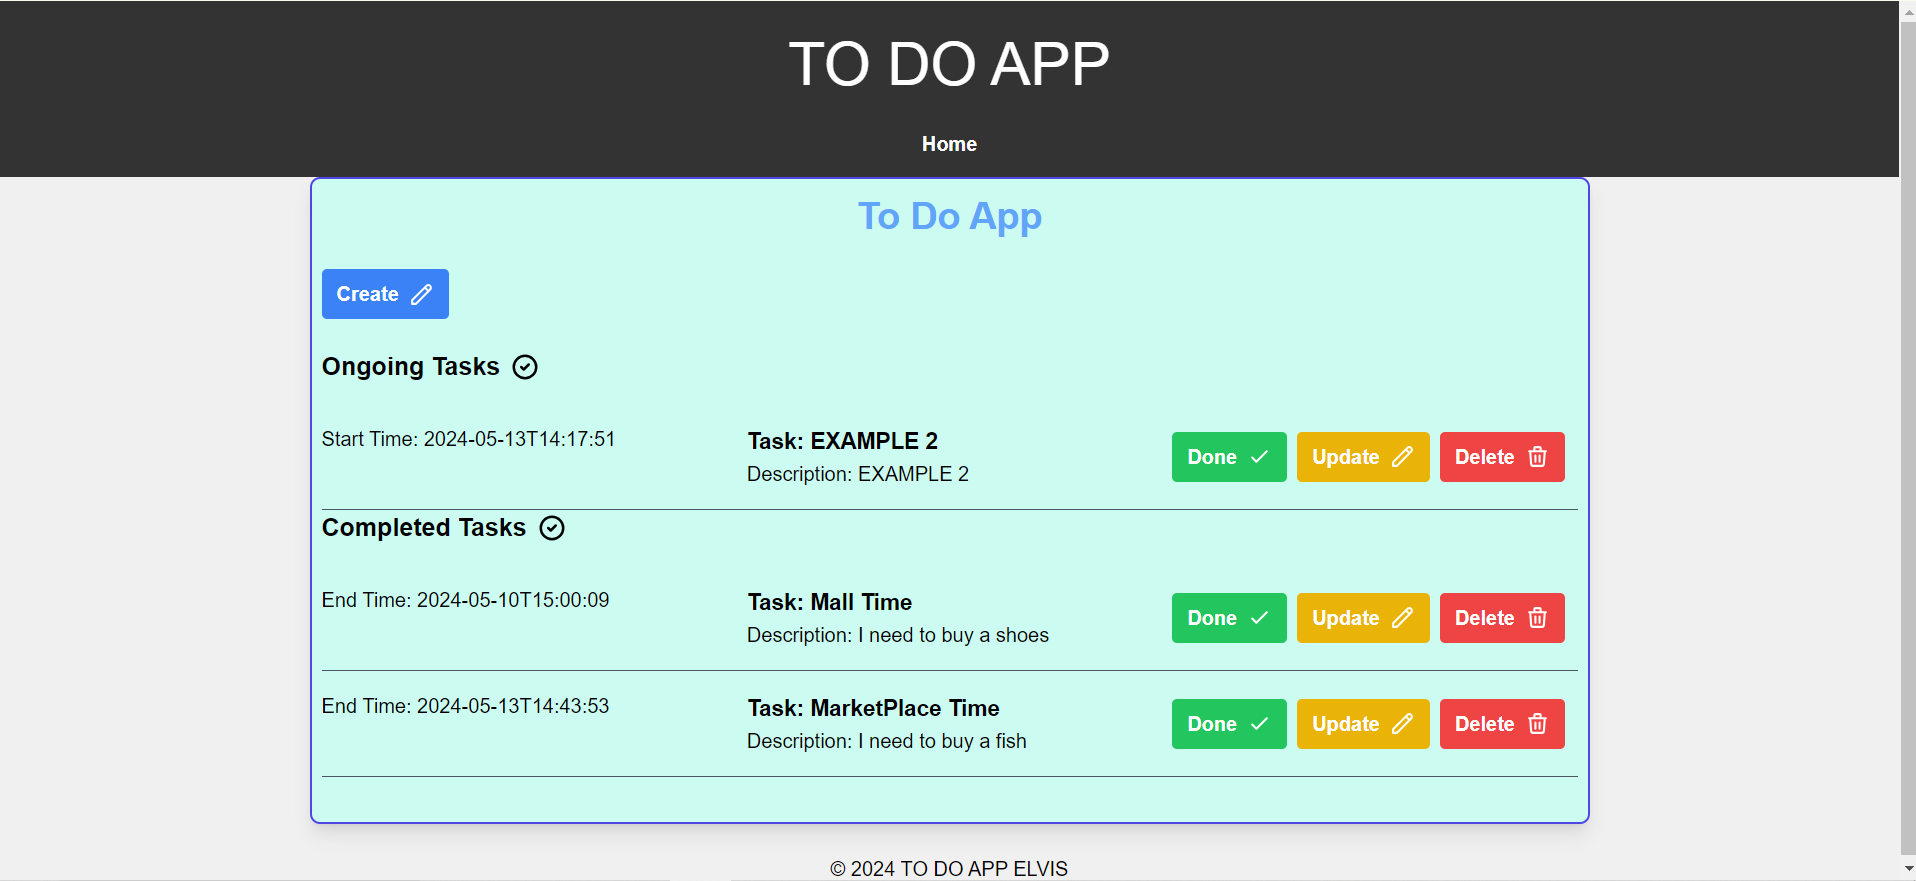 TO DO APP
Home
To Do App
Create
Ongoing Tasks
Start Time: 2024-05-13T14:17:51
Task: EXAMPLE 2
Description: EXAMPLE 2
Done Update Delete
Completed Tasks
End Time: 2024-05-10T15:00:09
Task: Mall Time
Description: I need to buy a shoes
Done Update Delete
End Time: 2024-05-13T14:43:53
Task: MarketPlace Time
Description: I need to buy a fish
Done Update Delete
© 2024 TO DO APP ELVIS